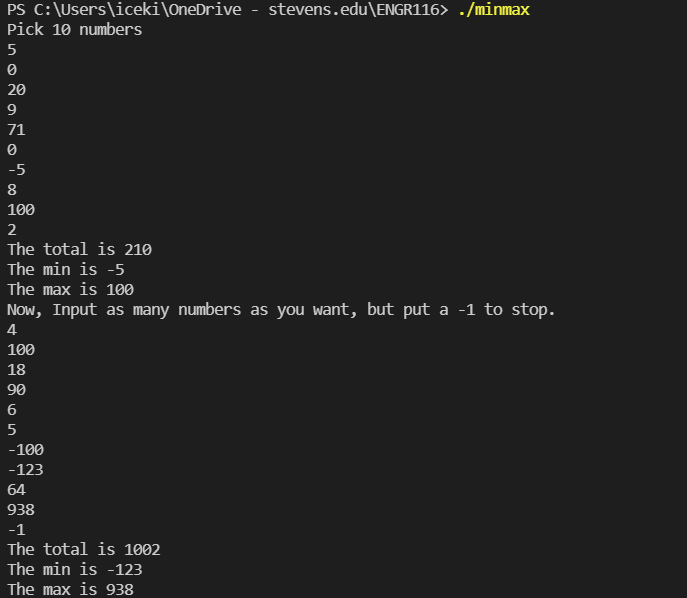 PS C:\Users\iceki\OneDrive - stevens.edu\ENGR116> ./minmax
Pick 10 numbers
5
0
20
9
71
0
-5
8
100
2
The total is 210
The min is -5
The max is 100
Now, Input as many numbers as you want, but put a -1 to stop.
4
100
18
90
6
5
-100
-123
64
938
-1
The total is 1002
The min is -123
The max is 938